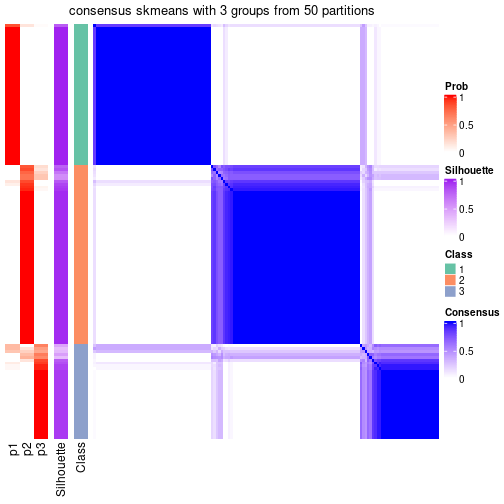 consensus skmeans with 3 groups from 50 partitions
Prob
1
0.5
0
Silhouette
1
0.5
0
Class
1
2
3
Consensus
1
0.5
0
p1
p2
p3
Silhouette
Class